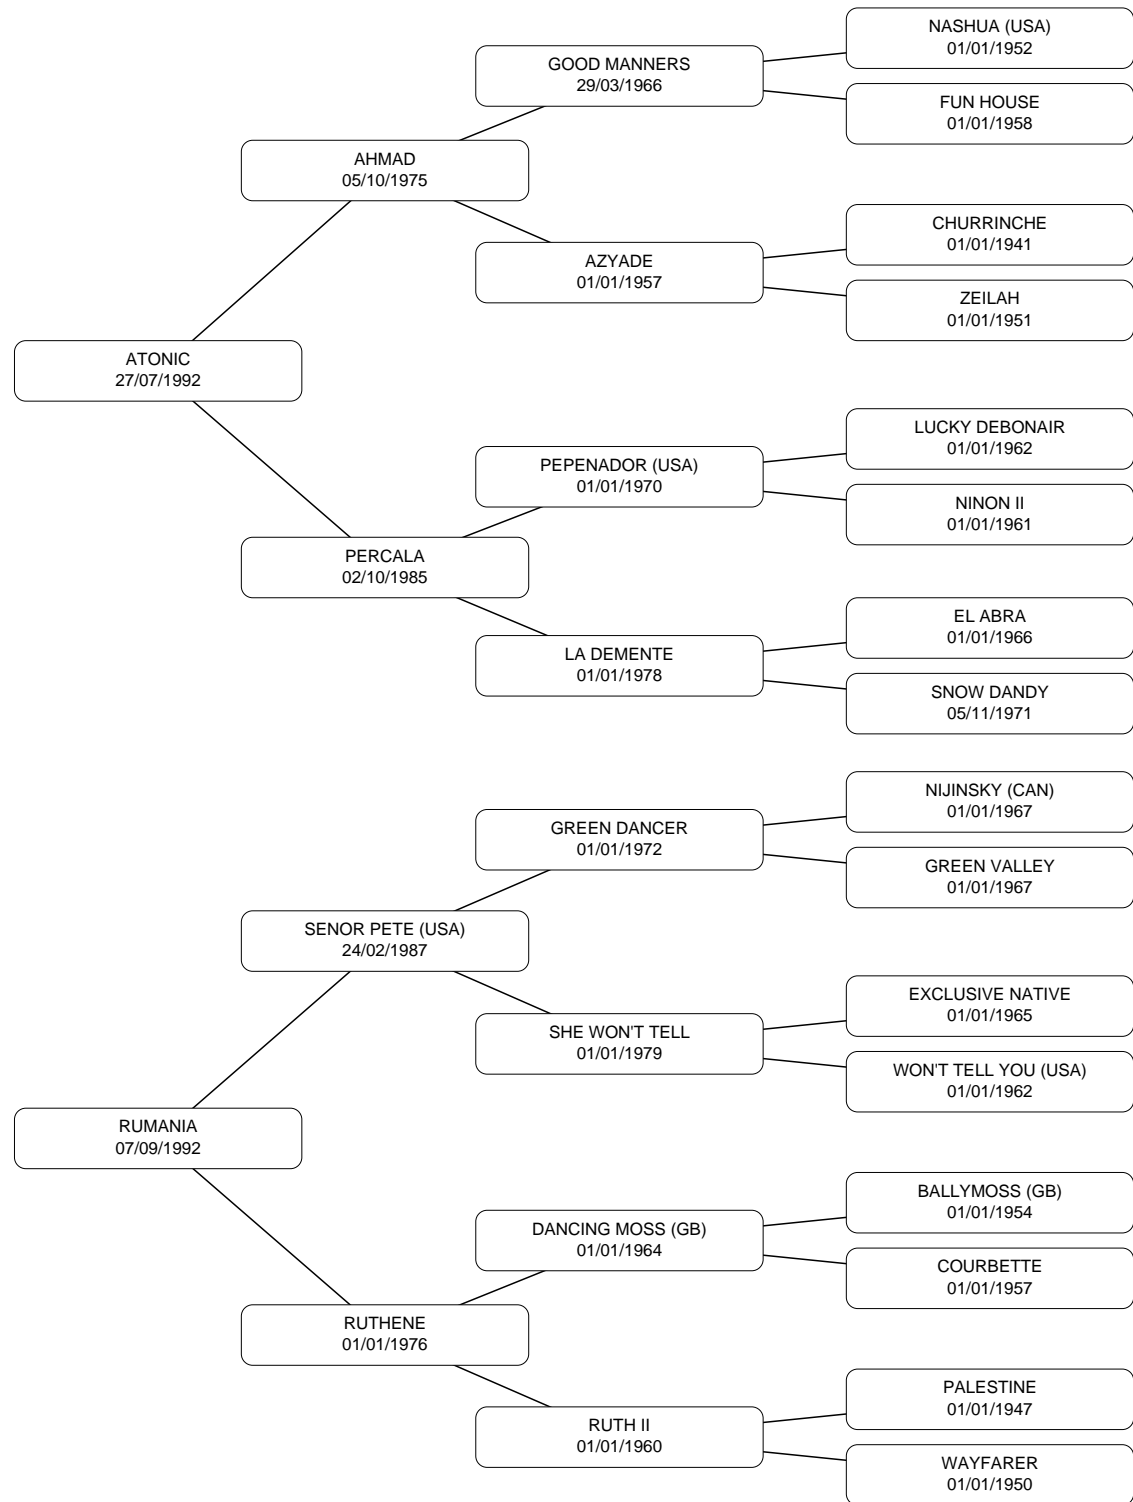 NASHUA (USA)
01/01/1952
GOOD MANNERS
29/03/1966
FUN HOUSE
01/01/1958
AHMAD
05/10/1975
CHURRINCHE
01/01/1941
AZYADE
01/01/1957
ZEILAH
01/01/1951
ATONIC
27/07/1992
LUCKY DEBONAIR
01/01/1962
PEPENADOR (USA)
01/01/1970
NINON II
01/01/1961
PERCALA
02/10/1985
EL ABRA
01/01/1966
LA DEMENTE
01/01/1978
SNOW DANDY
05/11/1971
NIJINSKY (CAN)
01/01/1967
GREEN DANCER
01/01/1972
GREEN VALLEY
01/01/1967
SENOR PETE (USA)
24/02/1987
EXCLUSIVE NATIVE
01/01/1965
SHE WON'T TELL
01/01/1979
WON'T TELL YOU (USA)
01/01/1962
RUMANIA
07/09/1992
BALLYMOSS (GB)
01/01/1954
DANCING MOSS (GB)
01/01/1964
COURBETTE
01/01/1957
RUTHENE
01/01/1976
PALESTINE
01/01/1947
RUTH II
01/01/1960
WAYFARER
01/01/1950